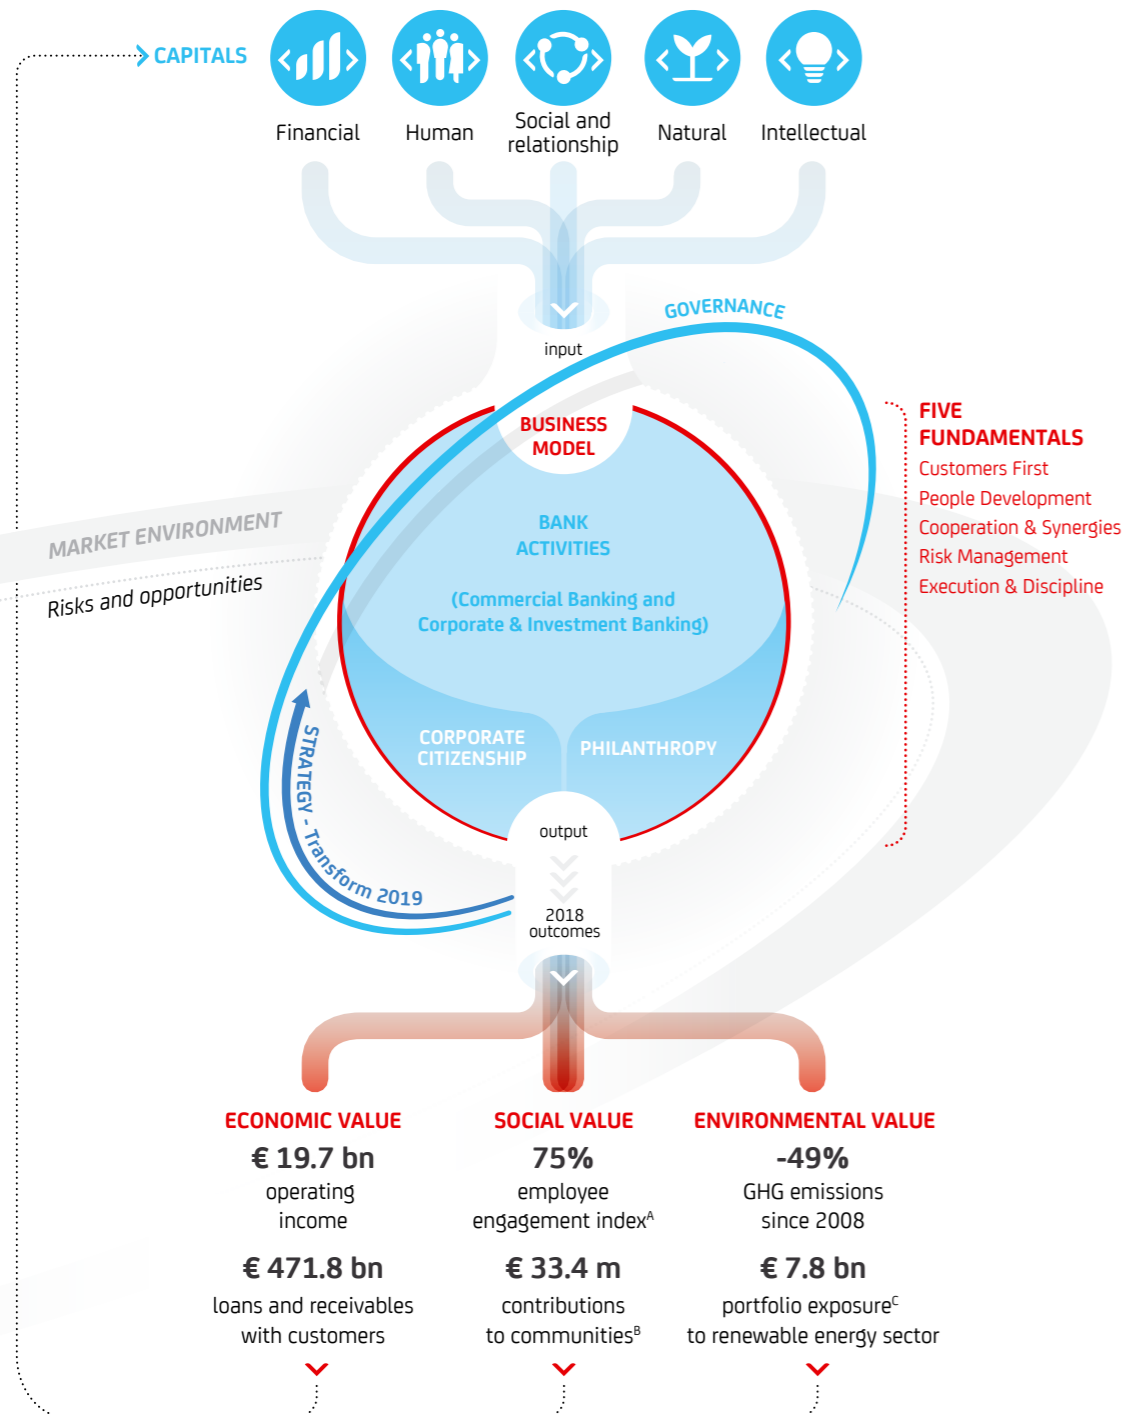 CAPITALS
Financial
Human
Social and
relationship
Natural
Intellectual
input
GOVERNANCE
BUSINESS
MODEL
BANK
ACTIVITIES
(Commercial Banking and
Corporate & Investment Banking)
CORPORATE
CITIZENSHIP
PHILANTHROPY
MARKET ENVIRONMENT
Risks and opportunities
STRATEGY - Transform 2019
FIVE
FUNDAMENTALS
Customers First
People Development
Cooperation & Synergies
Risk Management
Execution & Discipline
output
2018
outcomes
ECONOMIC VALUE
€ 19.7 bn
operating
income
€ 471.8 bn
loans and receivables
with customers
SOCIAL VALUE
75%
employee
engagement indexᴬ
€ 33.4 m
contributions
to communitiesᴮ
ENVIRONMENTAL VALUE
-49%
GHG emissions
since 2008
€ 7.8 bn
portfolio exposureᶜ
to renewable energy sector